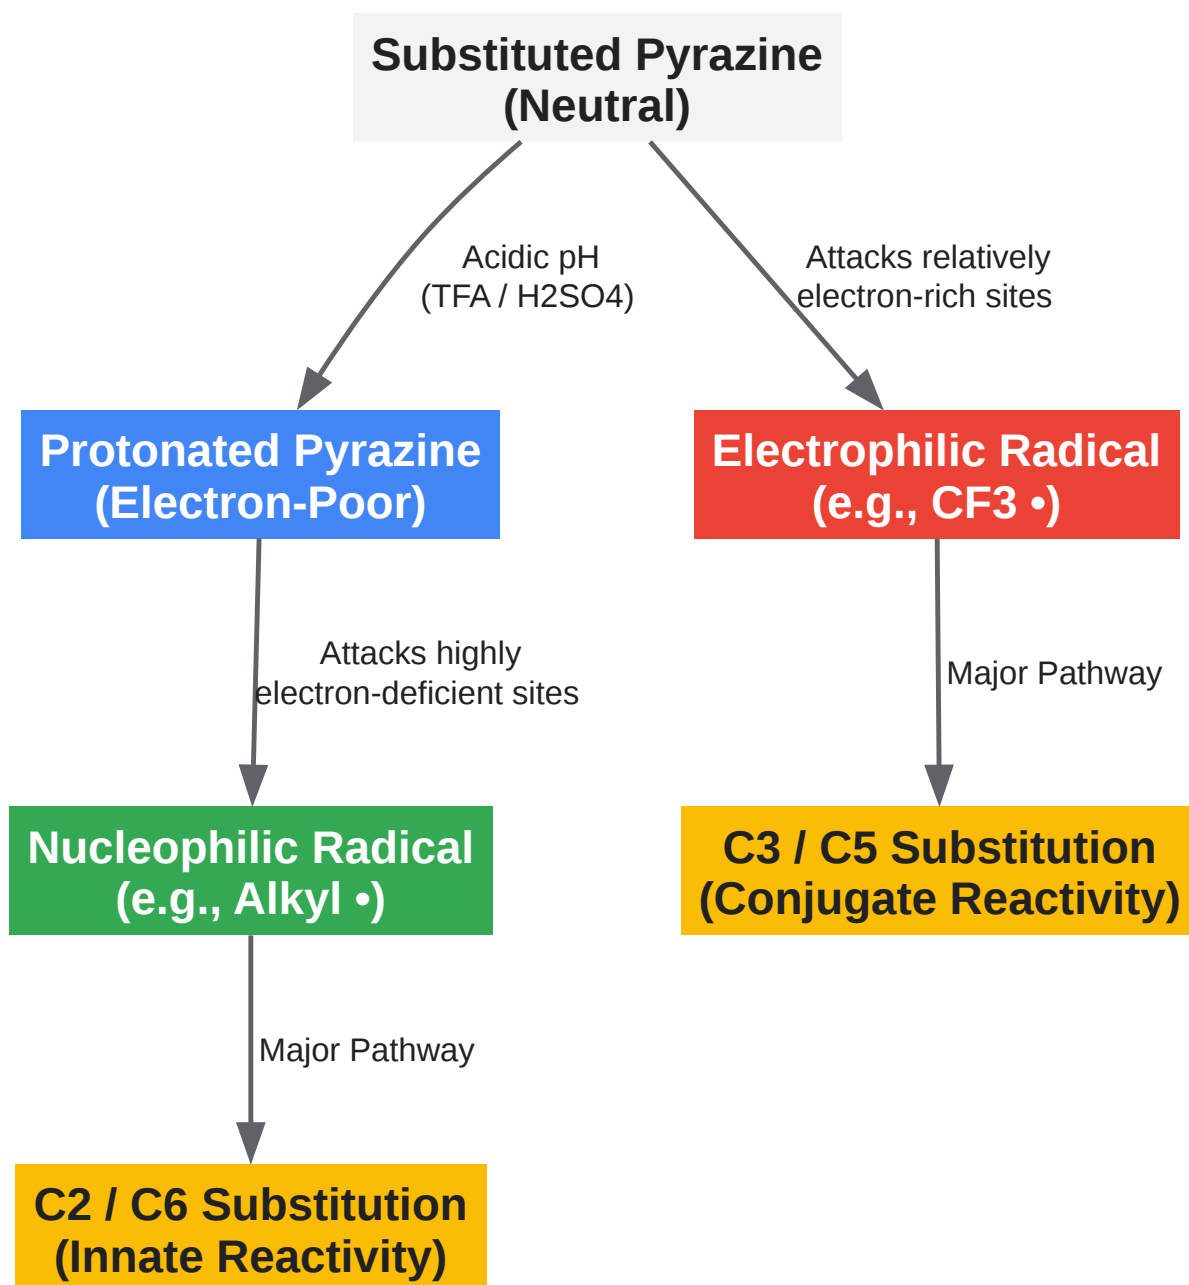 Substituted Pyrazine
(Neutral)
Acidic pH
(TFA / H2SO4)
Attacks relatively
electron-rich sites
Protonated Pyrazine
(Electron-Poor)
Electrophilic Radical
(e.g., CF3 •)
Attacks highly
electron-deficient sites
Major Pathway
Nucleophilic Radical
(e.g., Alkyl •)
C3 / C5 Substitution
(Conjugate Reactivity)
Major Pathway
C2 / C6 Substitution
(Innate Reactivity)